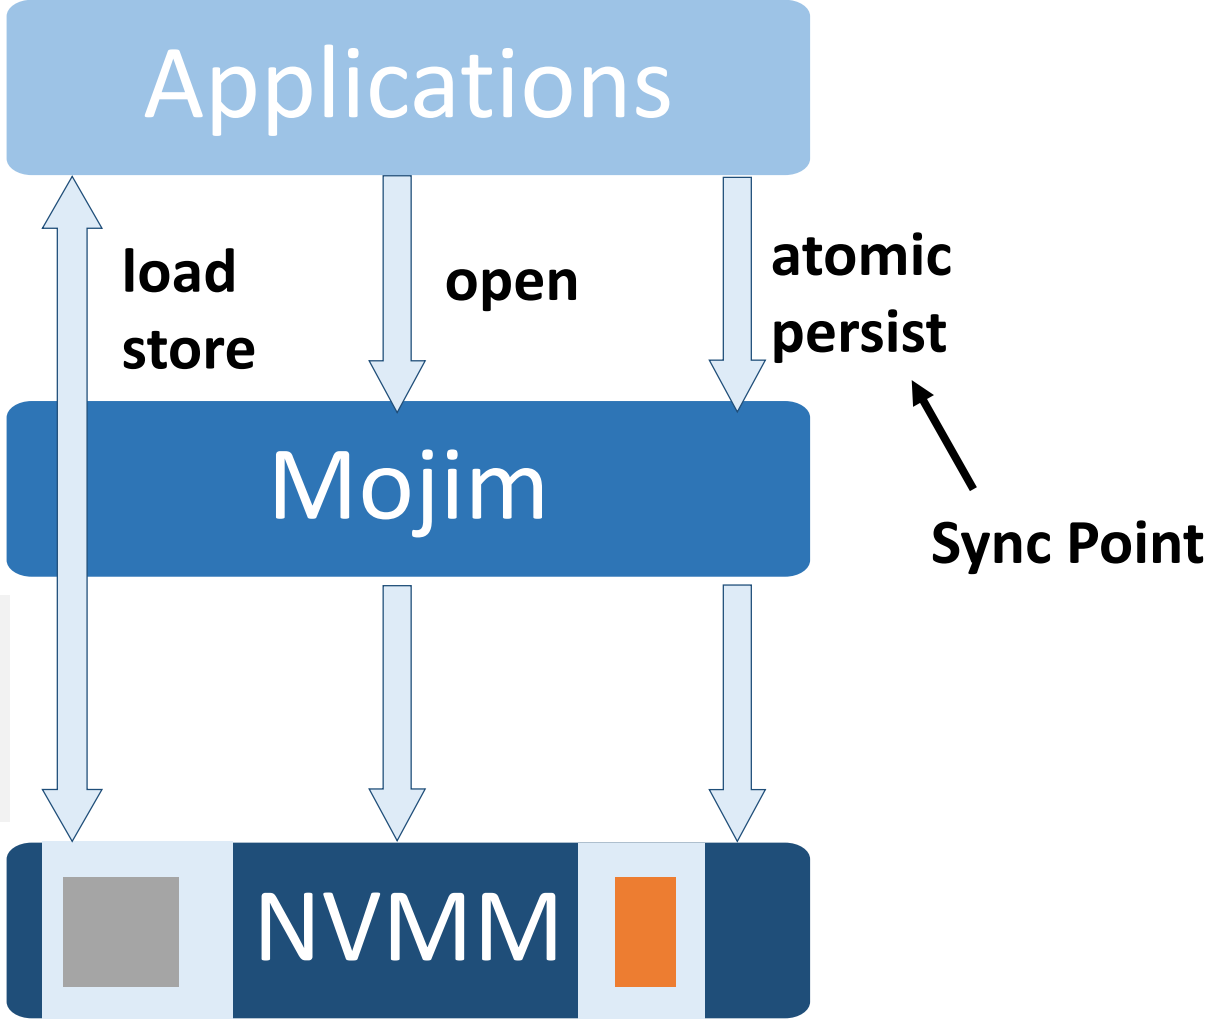 Applications
load
store
open
atomic
persist
Mojim
Sync Point
NVMM